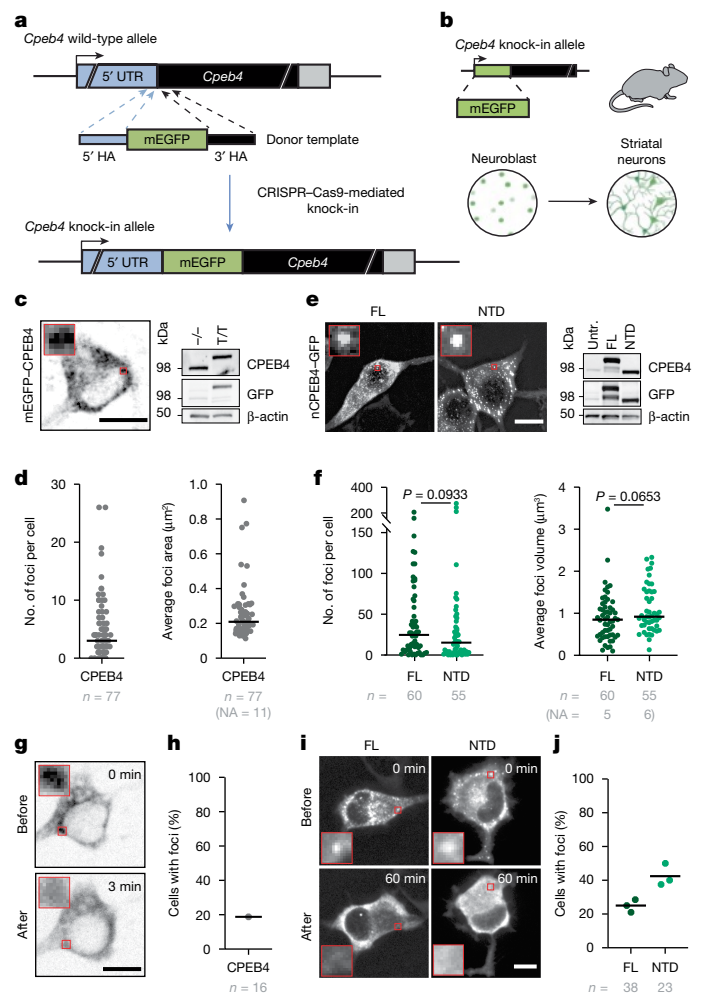 a
Cpeb4 wild-type allele
5′ UTR
Cpeb4
mEGFP
Donor template
5′ HA
3′ HA
CRISPR–Cas9-mediated
knock-in
Cpeb4 knock-in allele
5′ UTR
mEGFP
Cpeb4
b
Cpeb4 knock-in allele
mEGFP
Neuroblast
Striatal
neurons
c
mEGFP–CPEB4
kDa
–/–
T/T
98
CPEB4
98
GFP
50
β-actin
e
FL
NTD
nCPEB4–GFP
kDa
Untr.
FL
NTD
98
CPEB4
98
GFP
50
β-actin
d
No. of foci per cell
30
20
10
0
CPEB4
n = 77
Average foci area (μm²)
1.0
0.8
0.6
0.4
0.2
0
CPEB4
n = 77
(NA = 11)
f
No. of foci per cell
400
200
150
100
50
0
P = 0.0933
FL
NTD
n =
60
55
Average foci volume (μm³)
4
3
2
1
0
P = 0.0653
FL
NTD
n =
60
55
(NA =
5
6)
g
Before
0 min
After
3 min
h
Cells with foci (%)
100
80
60
40
20
0
CPEB4
n = 16
i
FL
NTD
Before
0 min
0 min
After
60 min
60 min
j
Cells with foci (%)
100
80
60
40
20
0
FL
NTD
n =
38
23